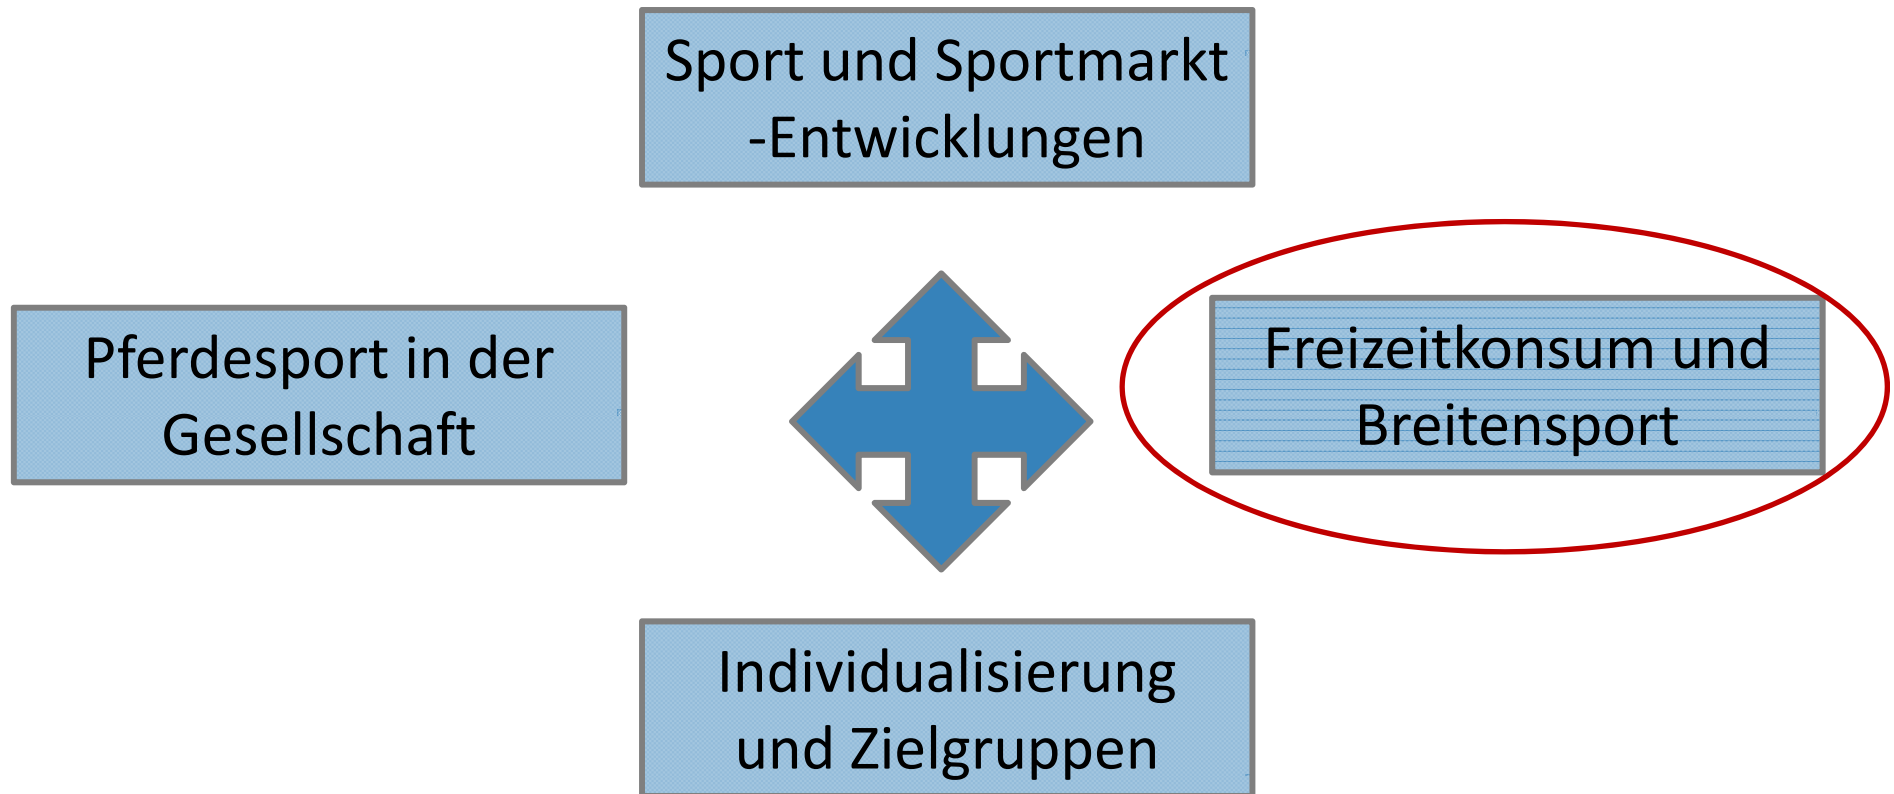 Sport und Sportmarkt
-Entwicklungen
Pferdesport in der
Gesellschaft
Freizeitkonsum und
Breitensport
Individualisierung
und Zielgruppen